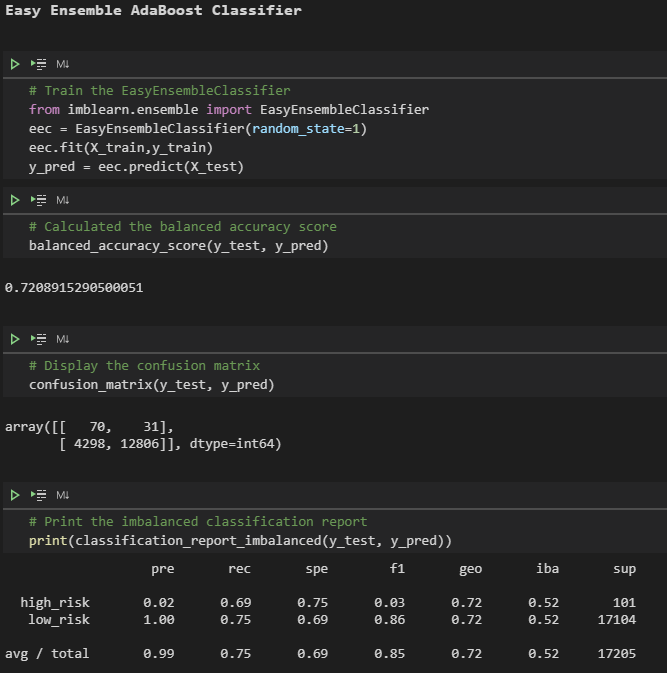 Easy Ensemble AdaBoost Classifier
M↓
# Train the EasyEnsembleClassifier
from imblearn.ensemble import EasyEnsembleClassifier
eec = EasyEnsembleClassifier(random_state=1)
eec.fit(X_train,y_train)
y_pred = eec.predict(X_test)
M↓
# Calculated the balanced accuracy score
balanced_accuracy_score(y_test, y_pred)
0.7208915290500051
M↓
# Display the confusion matrix
confusion_matrix(y_test, y_pred)
array([[   70,    31],
       [ 4298, 12806]], dtype=int64)
M↓
# Print the imbalanced classification report
print(classification_report_imbalanced(y_test, y_pred))
pre rec spe f1 geo iba sup
high_risk 0.02 0.69 0.75 0.03 0.72 0.52 101
low_risk 1.00 0.75 0.69 0.86 0.72 0.52 17104
avg / total 0.99 0.75 0.69 0.85 0.72 0.52 17205